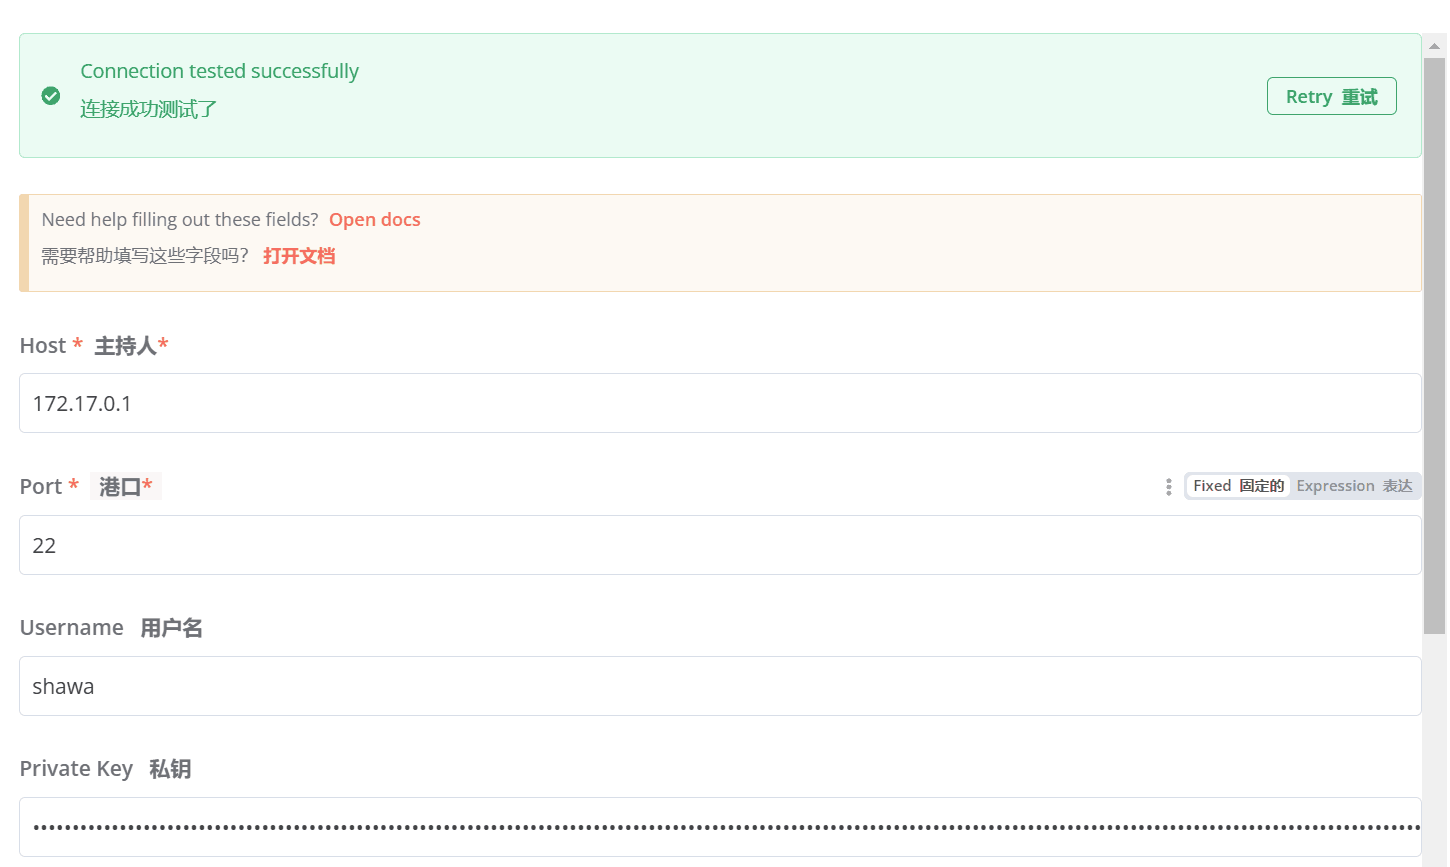 Connection tested successfully
连接成功测试了
Retry 重试
Need help filling out these fields? Open docs
需要帮助填写这些字段吗? 打开文档
Host * 主持人*
172.17.0.1
Port * 港口*
Fixed 固定的 Expression 表达
22
Username 用户名
shawa
Private Key 私钥